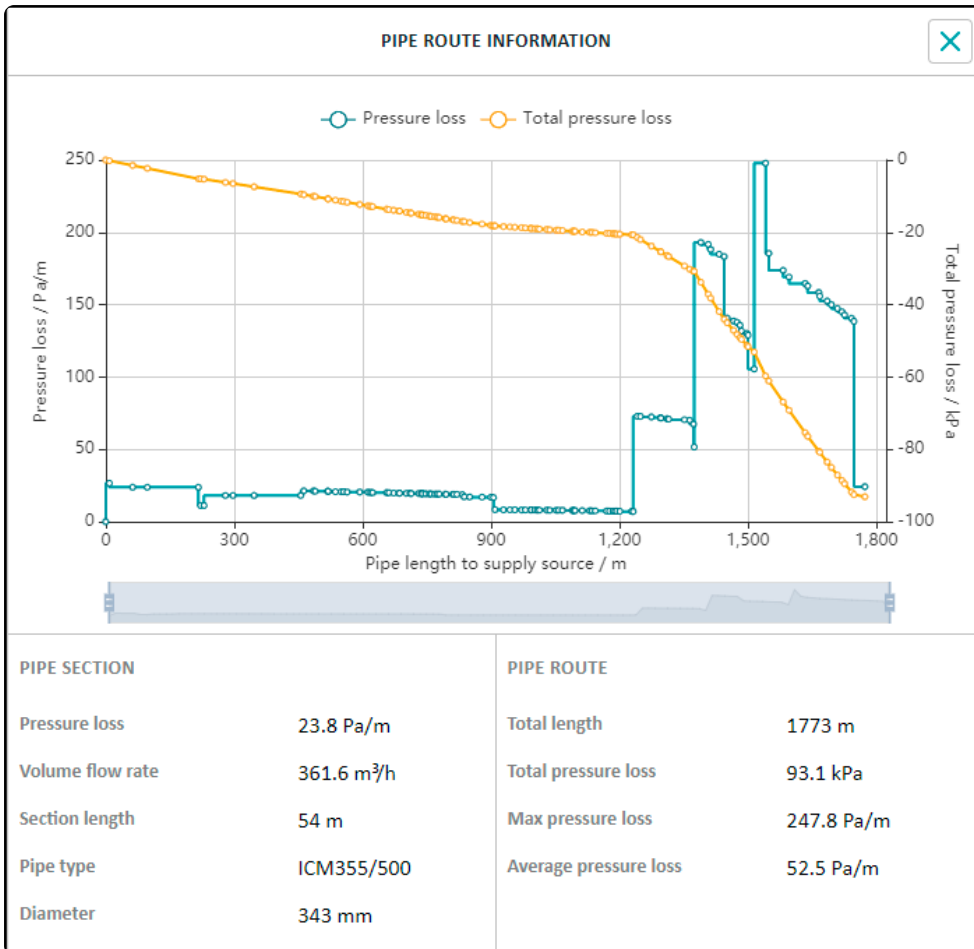 PIPE ROUTE INFORMATION
Pressure loss Total pressure loss
250
200
150
100
50
0
Pressure loss / Pa/m
0
-20
-40
-60
-80
-100
Total pressure loss / kPa
0 300 600 900 1,200 1,500 1,800
Pipe length to supply source / m
PIPE SECTION
Pressure loss 23.8 Pa/m
Volume flow rate 361.6 m³/h
Section length 54 m
Pipe type ICM355/500
Diameter 343 mm
PIPE ROUTE
Total length 1773 m
Total pressure loss 93.1 kPa
Max pressure loss 247.8 Pa/m
Average pressure loss 52.5 Pa/m